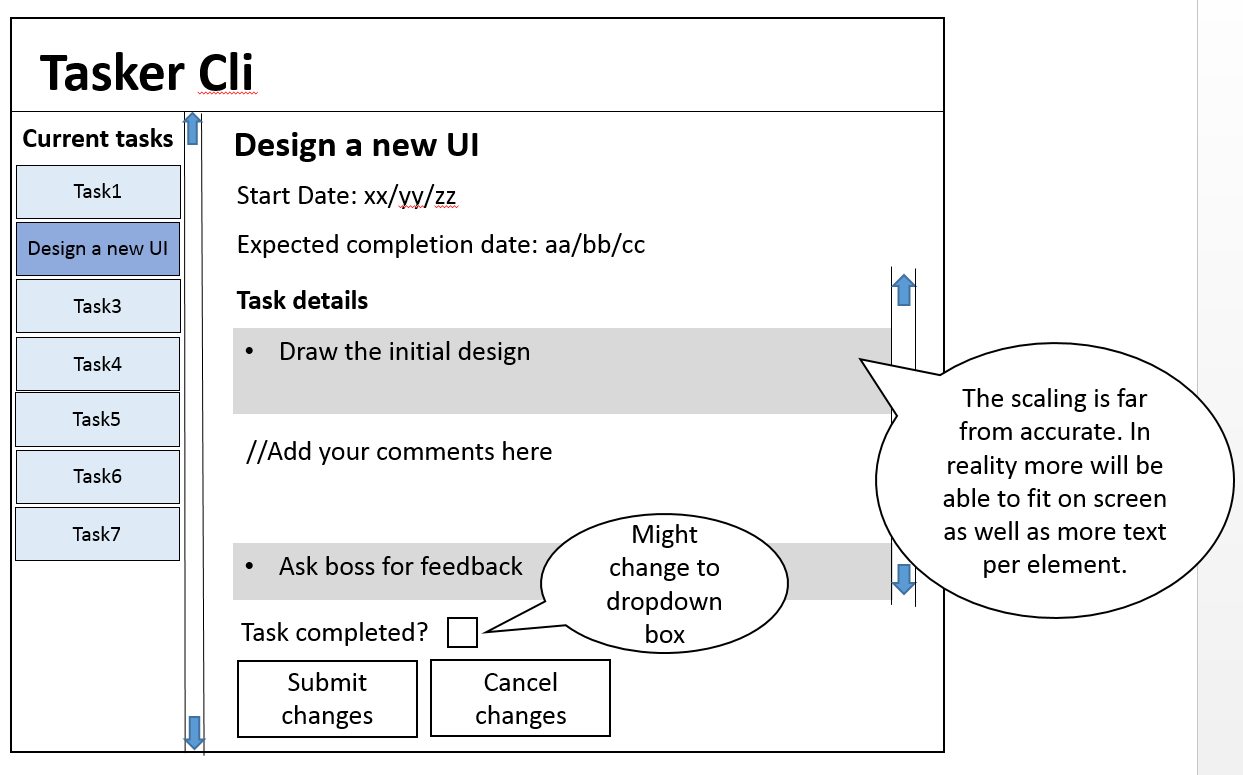 Tasker Cli
Current tasks
Task1
Design a new UI
Task3
Task4
Task5
Task6
Task7
Design a new UI
Start Date: xx/yy/zz
Expected completion date: aa/bb/cc
Task details
• Draw the initial design
//Add your comments here
• Ask boss for feedback
Task completed?
Submit
changes
Cancel
changes
Might
change to
dropdown
box
The scaling is far
from accurate. In
reality more will be
able to fit on screen
as well as more text
per element.